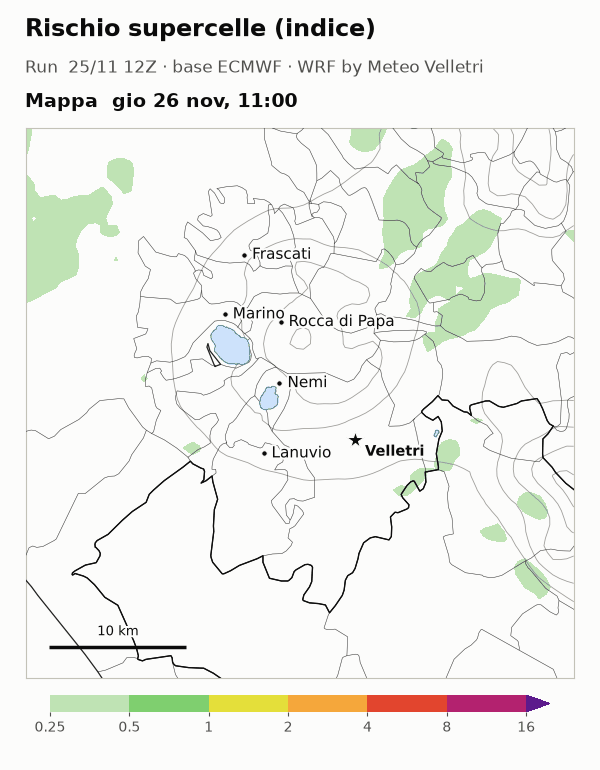 Rischio supercelle (indice)
Run  25/11 12Z · base ECMWF · WRF by Meteo Velletri
Mappa  gio 26 nov, 11:00
Frascati
Marino
Rocca di Papa
Nemi
Velletri
Lanuvio
10 km
0.25 0.5 1 2 4 8 16